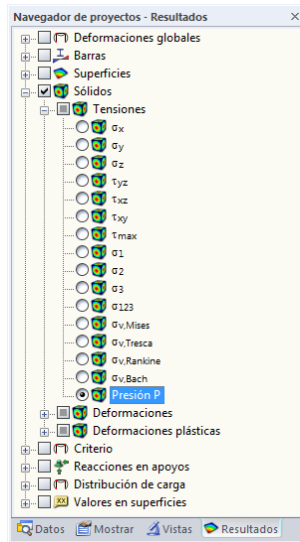 Navegador de proyectos - Resultados
Deformaciones globales
Barras
Superficies
Sólidos
Tensiones
σx
σy
σz
τyz
τxz
τxy
τmax
σ1
σ2
σ3
σ123
σv,Mises
σv,Tresca
σv,Rankine
σv,Bach
Presión P
Deformaciones
Deformaciones plásticas
Criterio
Reacciones en apoyos
Distribución de carga
Valores en superficies
Datos Mostrar Vistas Resultados